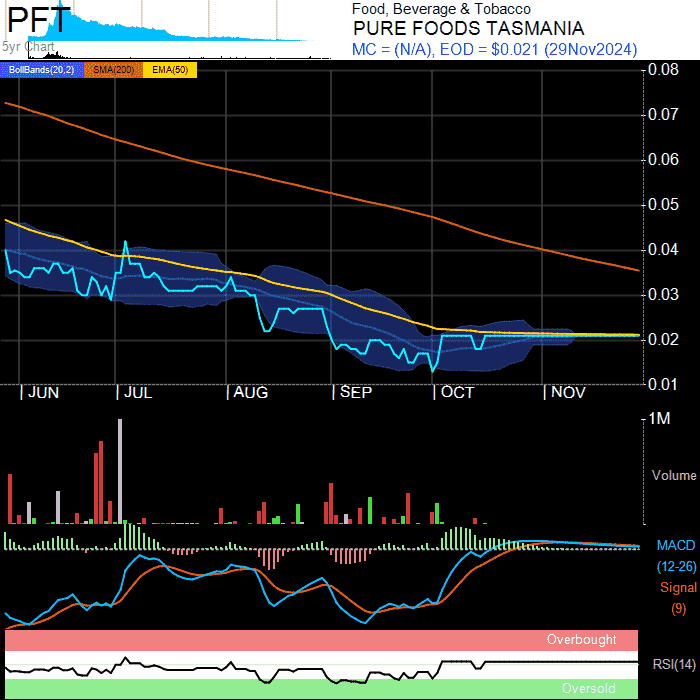 PFT
5yr Chart
Food, Beverage & Tobacco
PURE FOODS TASMANIA
MC = (N/A), EOD = $0.021 (29Nov2024)
BollBands(20,2) SMA(200) EMA(50)
0.08
0.07
0.06
0.05
0.04
0.03
0.02
0.01
JUN JUL AUG SEP OCT NOV
1M
Volume
MACD
(12-26)
Signal
(9)
Overbought
RSI(14)
Oversold